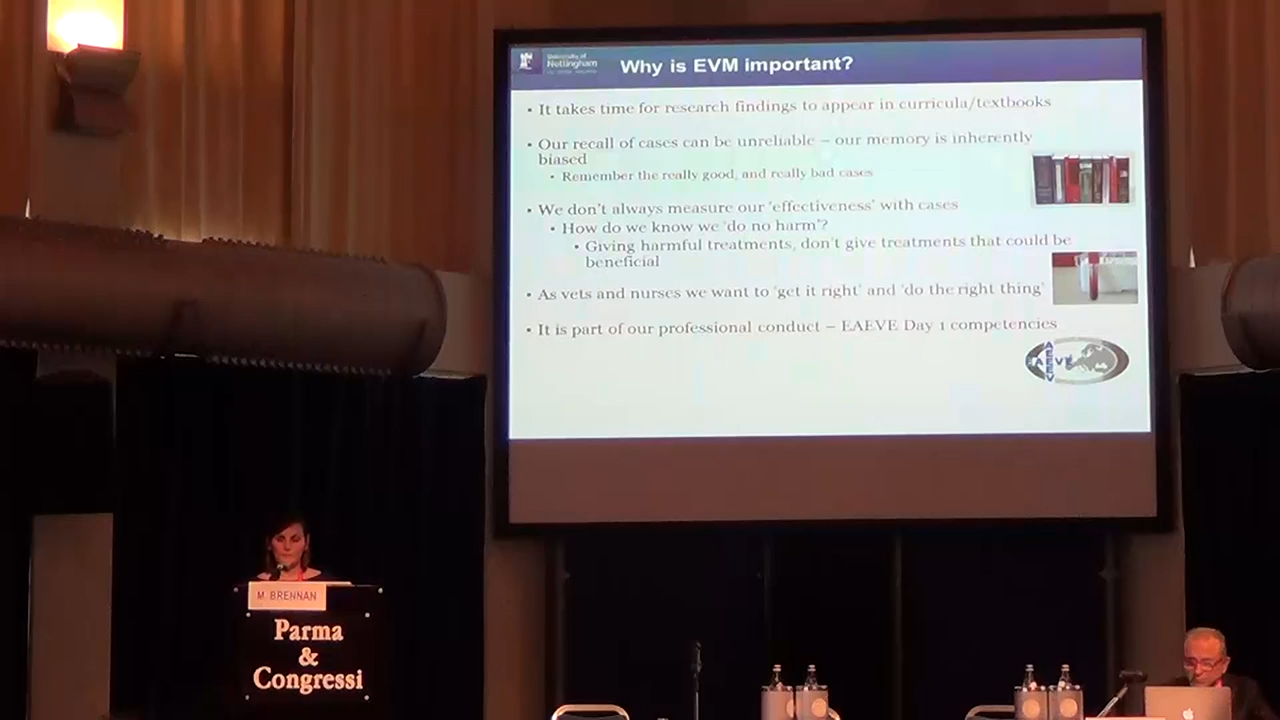 University of
Nottingham
Why is EVM important?
• It takes time for research findings to appear in curricula/textbooks
• Our recall of cases can be unreliable – our memory is inherently
biased
• Remember the really good, and really bad cases
• We don't always measure our 'effectiveness' with cases
• How do we know we 'do no harm'?
• Giving harmful treatments, don't give treatments that could be
beneficial
• As vets and nurses we want to 'get it right' and 'do the right thing'
• It is part of our professional conduct – EAEVE Day 1 competencies
M. BRENNAN
Parma
&
Congressi